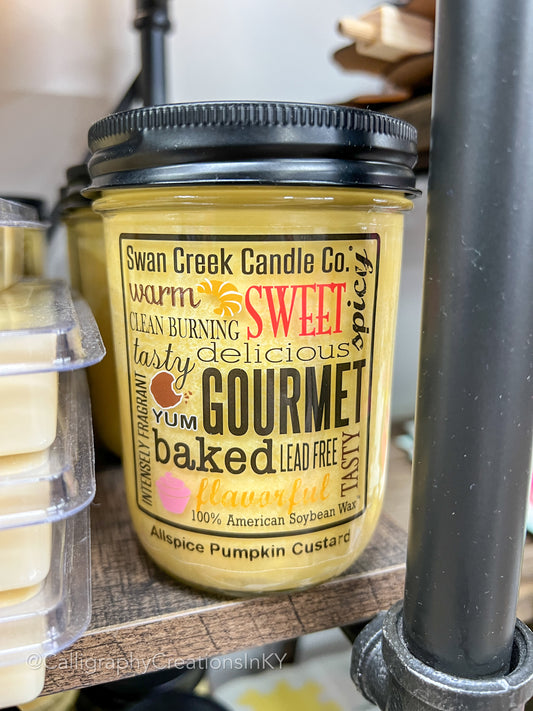 Swan Creek Candle Co.®
warm
SWEET
spicy
CLEAN BURNING
tasty
delicious
INTENSELY FRAGRANT
YUM
GOURMET
baked
LEAD FREE
TASTY
flavorful
100% American Soybean Wax
Allspice Pumpkin Custard
@CalligraphyCreationsInKY